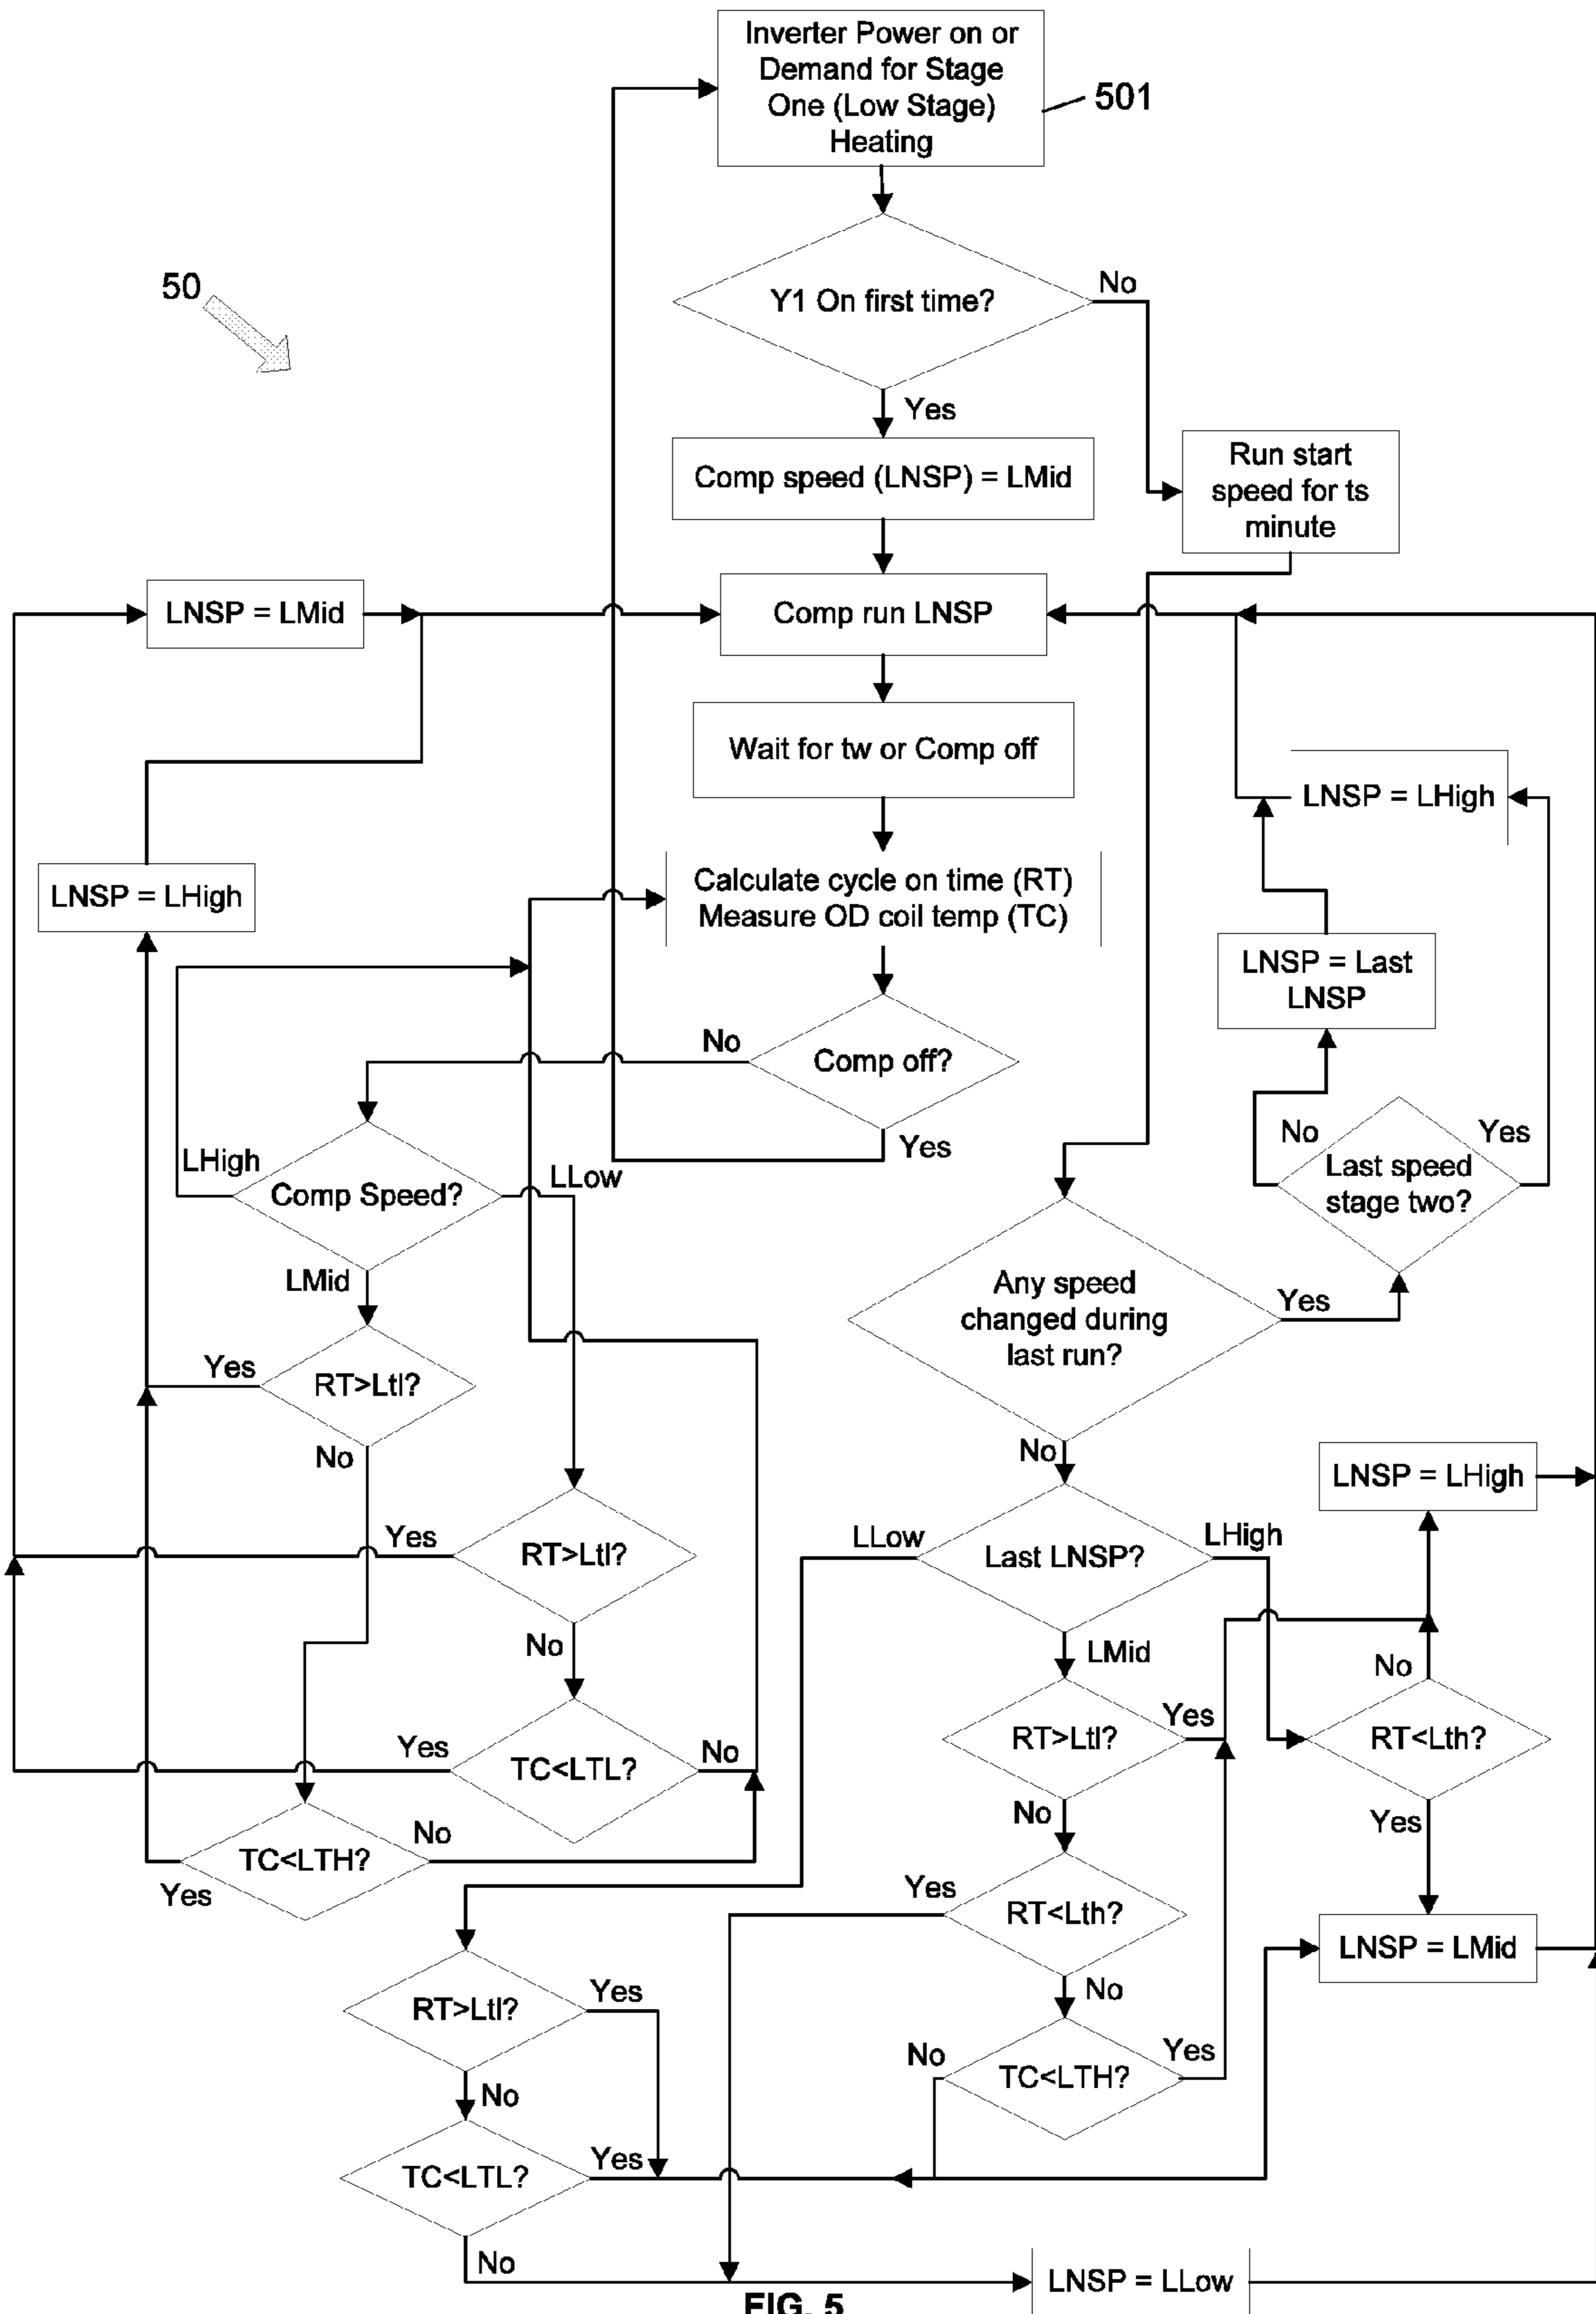 Inverter Power on or
Demand for Stage
One (Low Stage)
Heating
501
50
Y1 On first time?
No
Yes
Comp speed (LNSP) = LMid
Run start
speed for ts
minute
LNSP = LMid
Comp run LNSP
Wait for tw or Comp off
LNSP = LHigh
LNSP = LHigh
Calculate cycle on time (RT)
Measure OD coil temp (TC)
LNSP = Last
LNSP
No
Comp off?
Yes
No
Yes
Last speed
stage two?
LHigh
Comp Speed?
LLow
LMid
Any speed
changed during
last run?
Yes
No
Yes
RT>Ltl?
No
LNSP = LHigh
Yes
RT>Ltl?
No
LLow
Last LNSP?
LHigh
LMid
No
RT>Ltl?
Yes
RT<Lth?
Yes
Yes
TC<LTL?
No
No
TC<LTH?
No
Yes
Yes
RT<Lth?
No
LNSP = LMid
RT>Ltl?
Yes
No
No
TC<LTH?
Yes
TC<LTL?
Yes
No
LNSP = LLow
FIG. 5